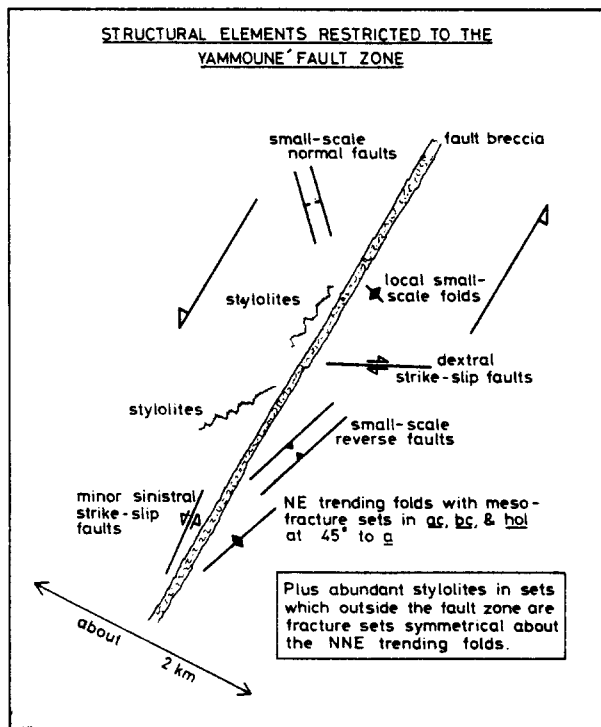 STRUCTURAL ELEMENTS RESTRICTED TO THE
YAMMOUNE´ FAULT ZONE
small-scale
normal faults
fault breccia
stylolites
local small-
scale folds
dextral
strike-slip faults
stylolites
small-scale
reverse faults
minor sinistral
strike-slip
faults
NE trending folds with meso-
fracture sets in ac, bc, & hol
at 45° to a
Plus abundant stylolites in sets
which outside the fault zone are
fracture sets symmetrical about
the NNE trending folds.
about
2 km